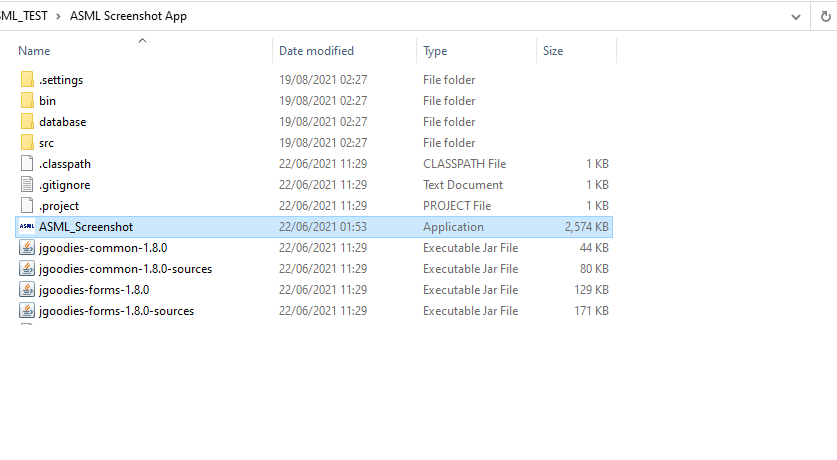 SML_TEST > ASML Screenshot App
Name Date modified Type Size
.settings 19/08/2021 02:27 File folder
bin 19/08/2021 02:27 File folder
database 19/08/2021 02:27 File folder
src 19/08/2021 02:27 File folder
.classpath 22/06/2021 11:29 CLASSPATH File 1 KB
.gitignore 22/06/2021 11:29 Text Document 1 KB
.project 22/06/2021 11:29 PROJECT File 1 KB
ASML ASML_Screenshot 22/06/2021 01:53 Application 2,574 KB
jgoodies-common-1.8.0 22/06/2021 11:29 Executable Jar File 44 KB
jgoodies-common-1.8.0-sources 22/06/2021 11:29 Executable Jar File 80 KB
jgoodies-forms-1.8.0 22/06/2021 11:29 Executable Jar File 129 KB
jgoodies-forms-1.8.0-sources 22/06/2021 11:29 Executable Jar File 171 KB